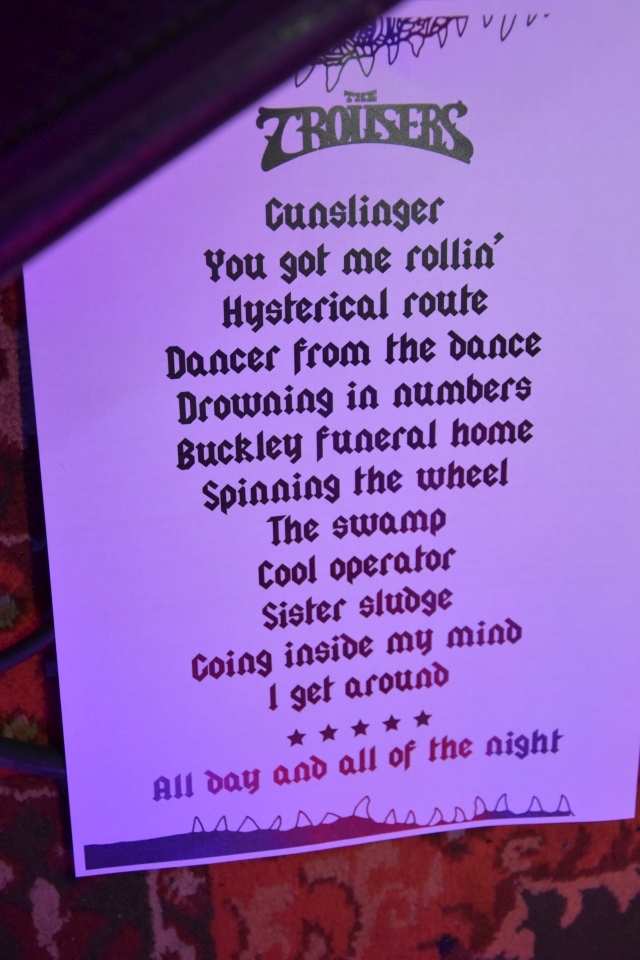 THE
TROUSERS
Gunslinger
You got me rollin'
Hysterical route
Dancer from the dance
Drowning in numbers
Buckley funeral home
Spinning the wheel
The swamp
Cool operator
Sister sludge
Going inside my mind
I get around
★ ★ ★ ★ ★
All day and all of the night